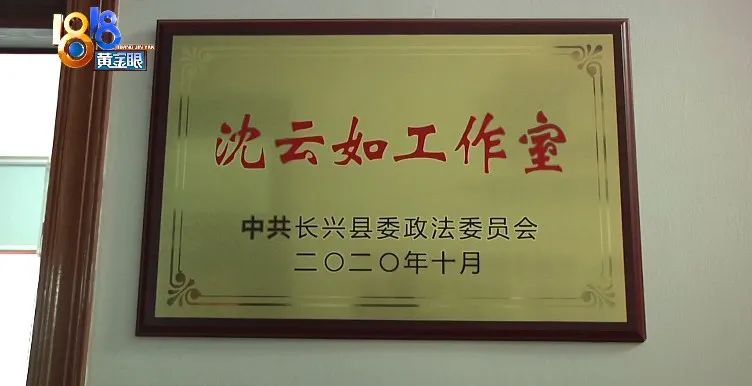 1818
黄金眼
沈云如工作室
中共长兴县委政法委员会
二〇二〇年十月